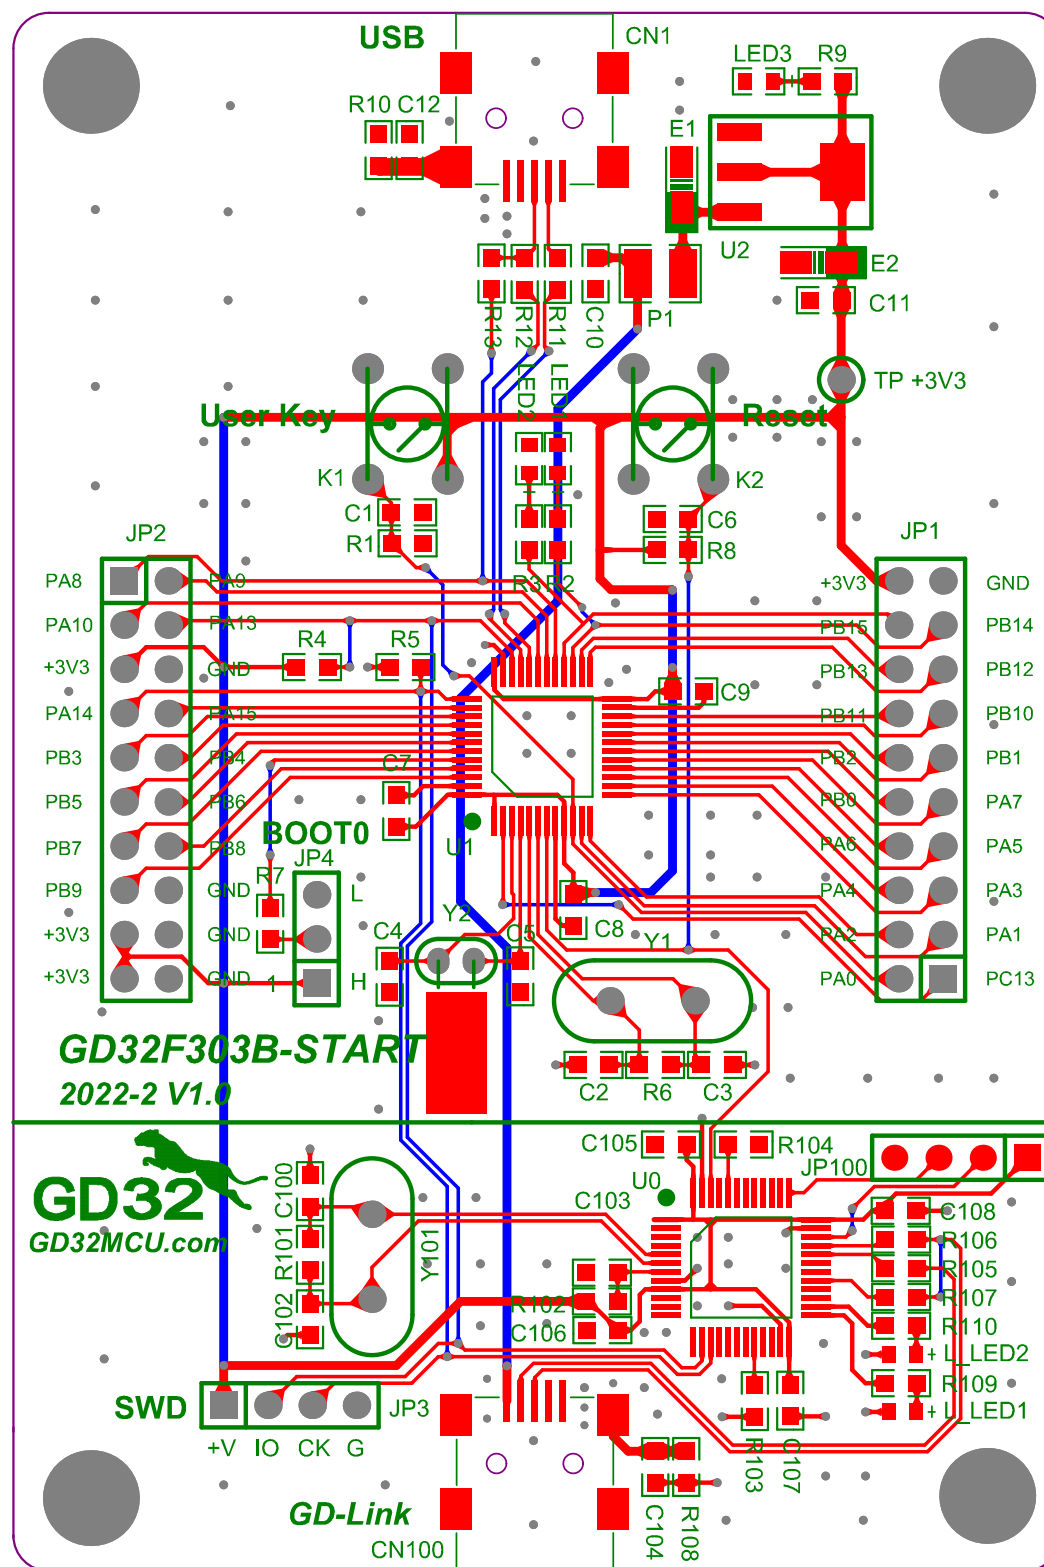 USB
CN1
LED3 R9
R10 C12
E1
U2
E2
C11
P1
R13 R12 R11 C10
LED2
TP +3V3
User Key
Reset
K1
K2
C1
C6
R1
R8
R3 R2
JP2
JP1
PA8 PA9
+3V3 GND
PA10 PA13
PB15 PB14
R4 R5
+3V3 GND
PB13 PB12
C9
PA14 PA15
PB11 PB10
PB3 PB4
PB2 PB1
C7
PB5 PB6
PB0 PA7
BOOT0
U1
PB7 PB8
PA6 PA5
JP4
R7
L
PB9 GND
PA4 PA3
C8
Y2
C4 C5
Y1
+3V3 GND
PA2 PA1
+3V3 GND
1 H
PA0 PC13
GD32F303B-START
2022-2 V1.0
C2 R6 C3
C105
R104
JP100
U0
C103
C100
GD32
GD32MCU.com
R101
Y101
C102
C108
R106
R105
R107
R102
C106
R110
+ L_LED2
R109
+ L_LED1
SWD
JP3
+V IO CK G
R103 C107
GD-Link
CN100
C104 R108